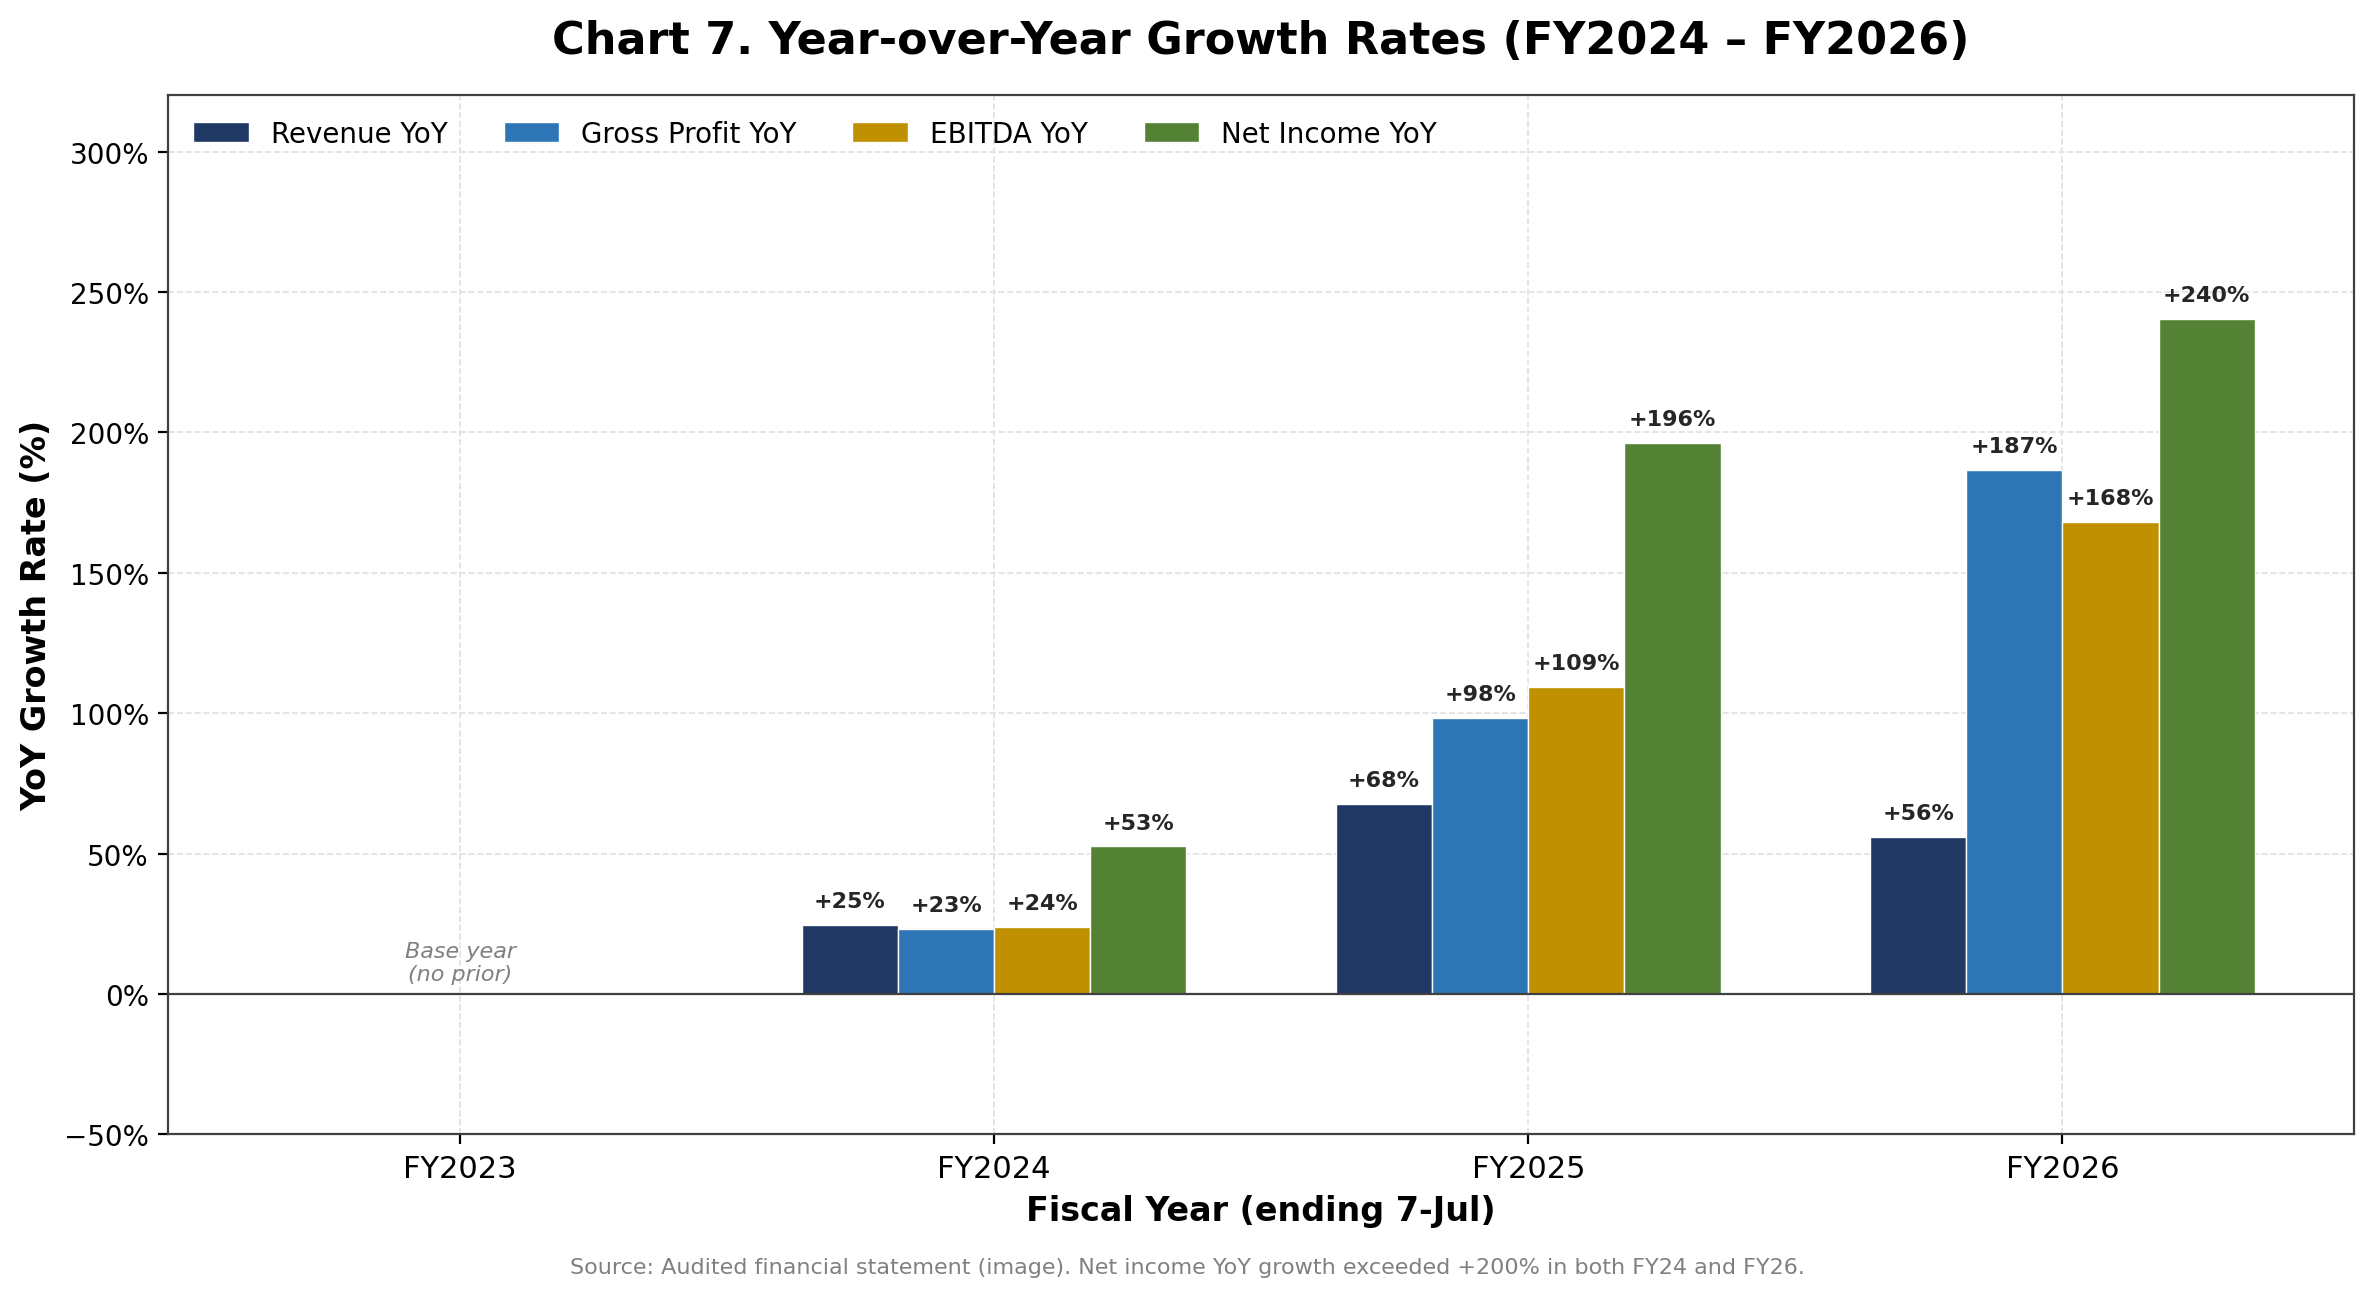 Chart 7. Year-over-Year Growth Rates (FY2024 – FY2026)
Revenue YoY
Gross Profit YoY
EBITDA YoY
Net Income YoY
YoY Growth Rate (%)
300%
250%
200%
150%
100%
50%
0%
−50%
Base year
(no prior)
+25%
+23%
+24%
+53%
+68%
+98%
+109%
+196%
+56%
+187%
+168%
+240%
FY2023
FY2024
FY2025
FY2026
Fiscal Year (ending 7-Jul)
Source: Audited financial statement (image). Net income YoY growth exceeded +200% in both FY24 and FY26.